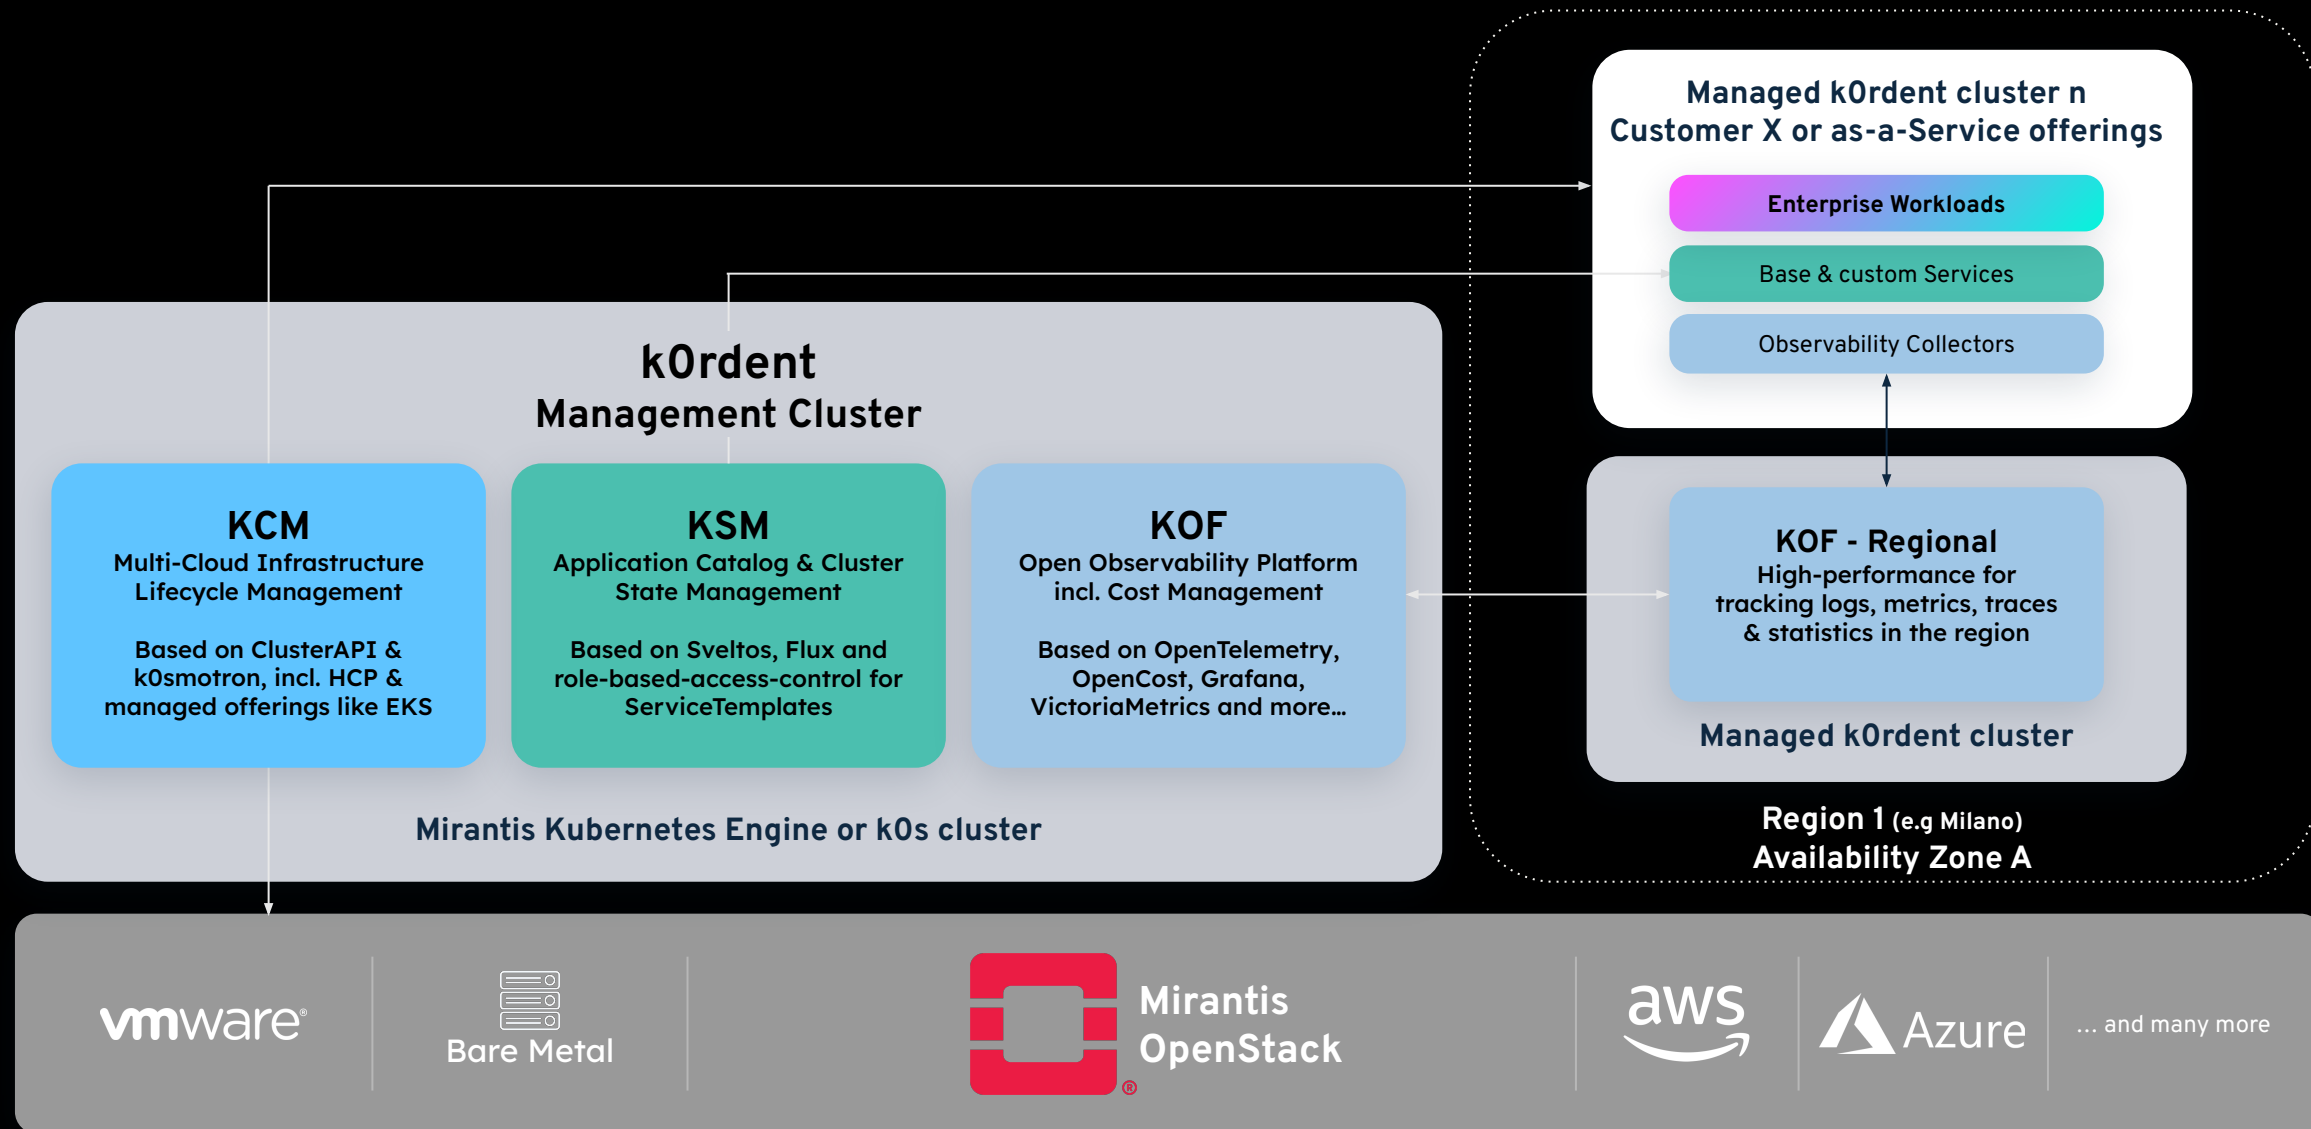 Managed k0rdent cluster n
Customer X or as-a-Service offerings
Enterprise Workloads
Base & custom Services
Observability Collectors
k0rdent
Management Cluster
KCM
Multi-Cloud Infrastructure
Lifecycle Management
Based on ClusterAPI &
k0smotron, incl. HCP &
managed offerings like EKS
KSM
Application Catalog & Cluster
State Management
Based on Sveltos, Flux and
role-based-access-control for
ServiceTemplates
KOF
Open Observability Platform
incl. Cost Management
Based on OpenTelemetry,
OpenCost, Grafana,
VictoriaMetrics and more...
KOF - Regional
High-performance for
tracking logs, metrics, traces
& statistics in the region
Managed k0rdent cluster
Mirantis Kubernetes Engine or k0s cluster
Region 1 (e.g Milano)
Availability Zone A
vmware®
Bare Metal
®
Mirantis
OpenStack
aws
Azure
... and many more